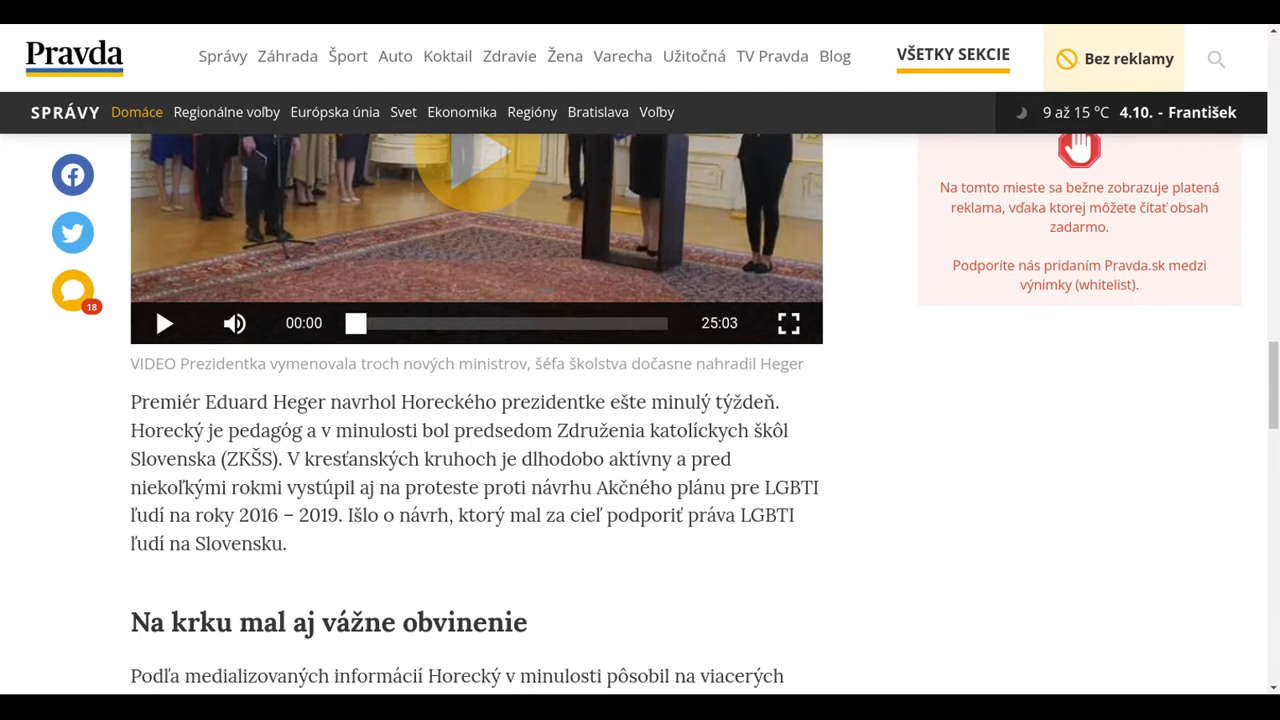 Pravda
Správy Záhrada Šport Auto Koktail Zdravie Žena Varecha Užitočná TV Pravda Blog
VŠETKY SEKCIE
Bez reklamy
SPRÁVY Domáce Regionálne voľby Európska únia Svet Ekonomika Regióny Bratislava Voľby
9 až 15 °C 4.10. - František
18
00:00
25:03
VIDEO Prezidentka vymenovala troch nových ministrov, šéfa školstva dočasne nahradil Heger
Premiér Eduard Heger navrhol Horeckého prezidentke ešte minulý týždeň.
Horecký je pedagóg a v minulosti bol predsedom Združenia katolíckych škôl
Slovenska (ZKŠS). V kresťanských kruhoch je dlhodobo aktívny a pred
niekoľkými rokmi vystúpil aj na proteste proti návrhu Akčného plánu pre LGBTI
ľudí na roky 2016 – 2019. Išlo o návrh, ktorý mal za cieľ podporiť práva LGBTI
ľudí na Slovensku.
Na krku mal aj vážne obvinenie
Podľa medializovaných informácií Horecký v minulosti pôsobil na viacerých
Na tomto mieste sa bežne zobrazuje platená
reklama, vďaka ktorej môžete čítať obsah
zadarmo.
Podporíte nás pridaním Pravda.sk medzi
výnimky (whitelist).